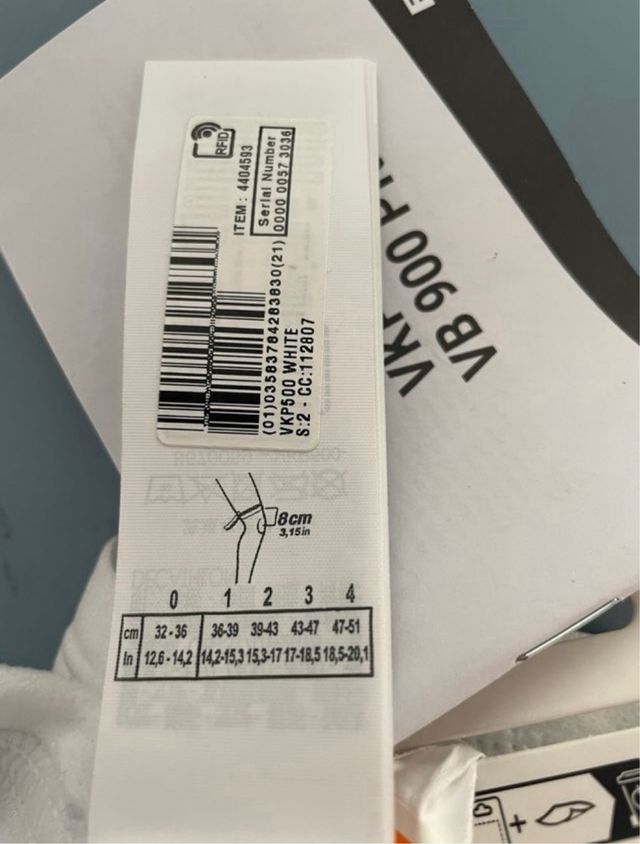 RFID
ITEM : 4404593
Serial Number
0000 0057 3036
(01)03583784283830(21)
VKP500 WHITE
S:2 - CC:112807
8cm
3,15in
0 1 2 3 4
cm 32-36 36-39 39-43 43-47 47-51
in 12,6-14,2 14,2-15,3 15,3-17 17-18,5 18,5-20,1
VB 900
+